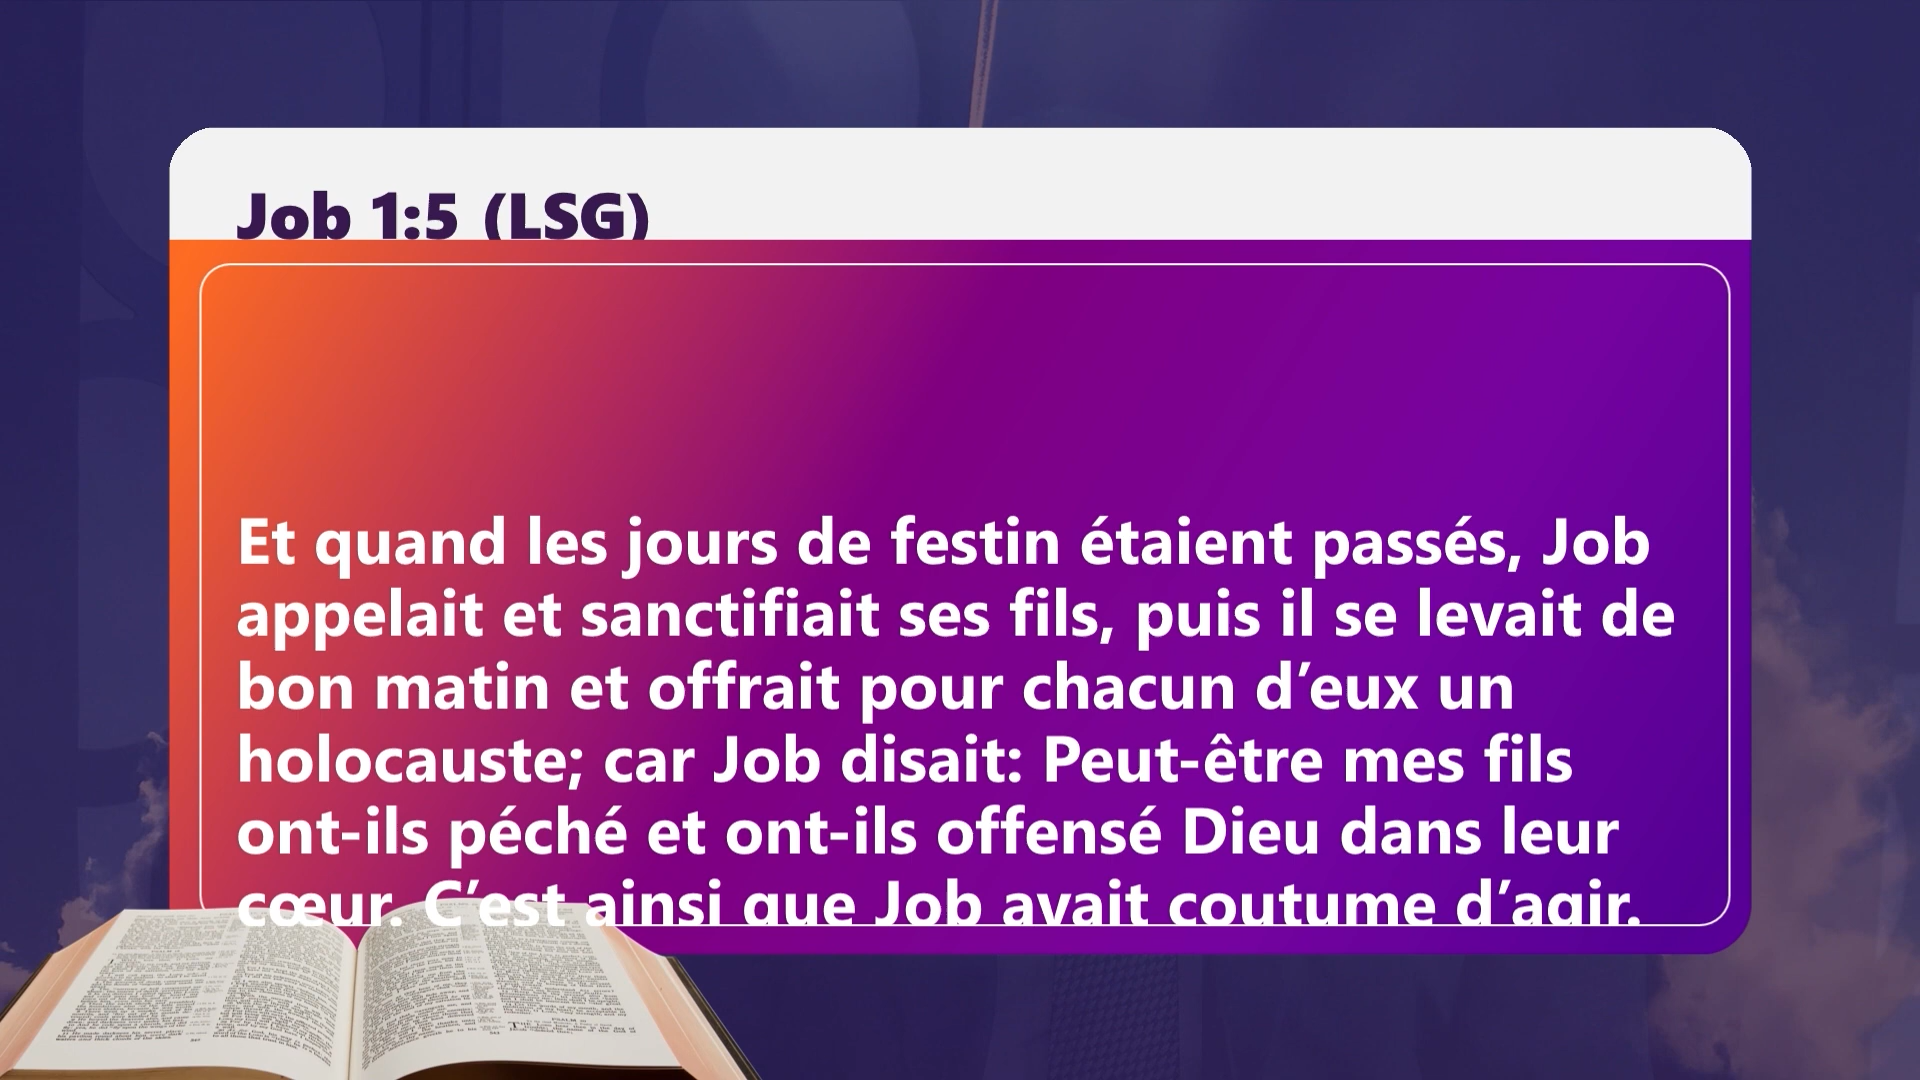 Job 1:5 (LSG)
Et quand les jours de festin étaient passés, Job
appelait et sanctifiait ses fils, puis il se levait de
bon matin et offrait pour chacun d’eux un
holocauste; car Job disait: Peut-être mes fils
ont-ils péché et ont-ils offensé Dieu dans leur
cœur. C’est ainsi que Job avait coutume d’agir.